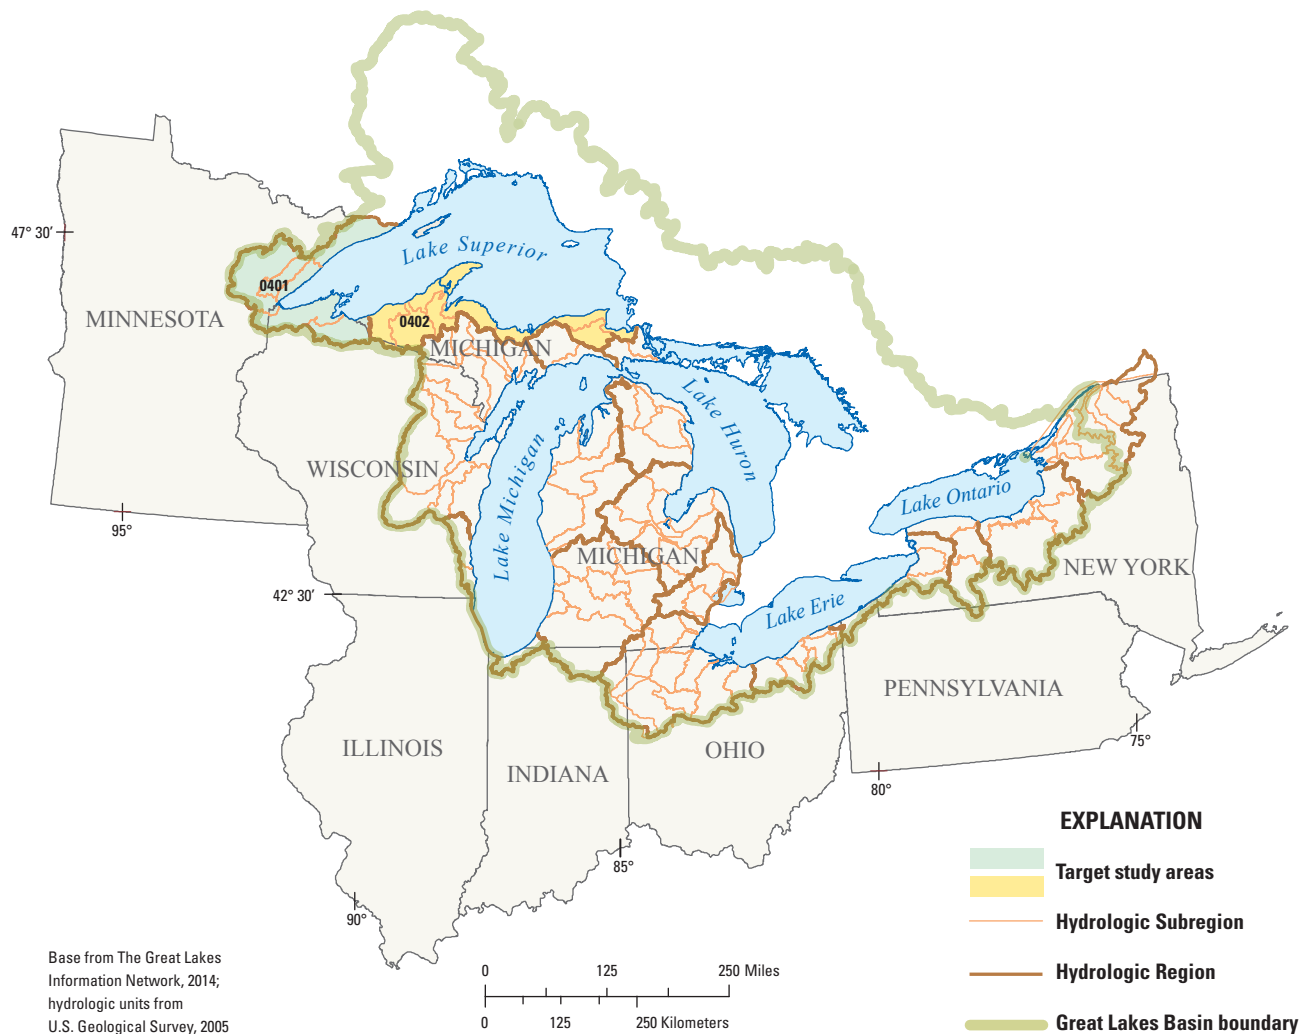 47° 30'
Lake Superior
0401
MINNESOTA
0402
MICHIGAN
Lake Huron
WISCONSIN
Lake Michigan
Lake Ontario
95°
MICHIGAN
NEW YORK
42° 30'
Lake Erie
PENNSYLVANIA
75°
ILLINOIS
OHIO
INDIANA
80°
85°
90°
EXPLANATION
Target study areas
Hydrologic Subregion
Hydrologic Region
Great Lakes Basin boundary
Base from The Great Lakes
Information Network, 2014;
hydrologic units from
U.S. Geological Survey, 2005
0 125 250 Miles
0 125 250 Kilometers